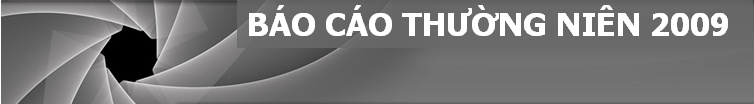 BÁO CÁO THƯỜNG NIÊN 2009